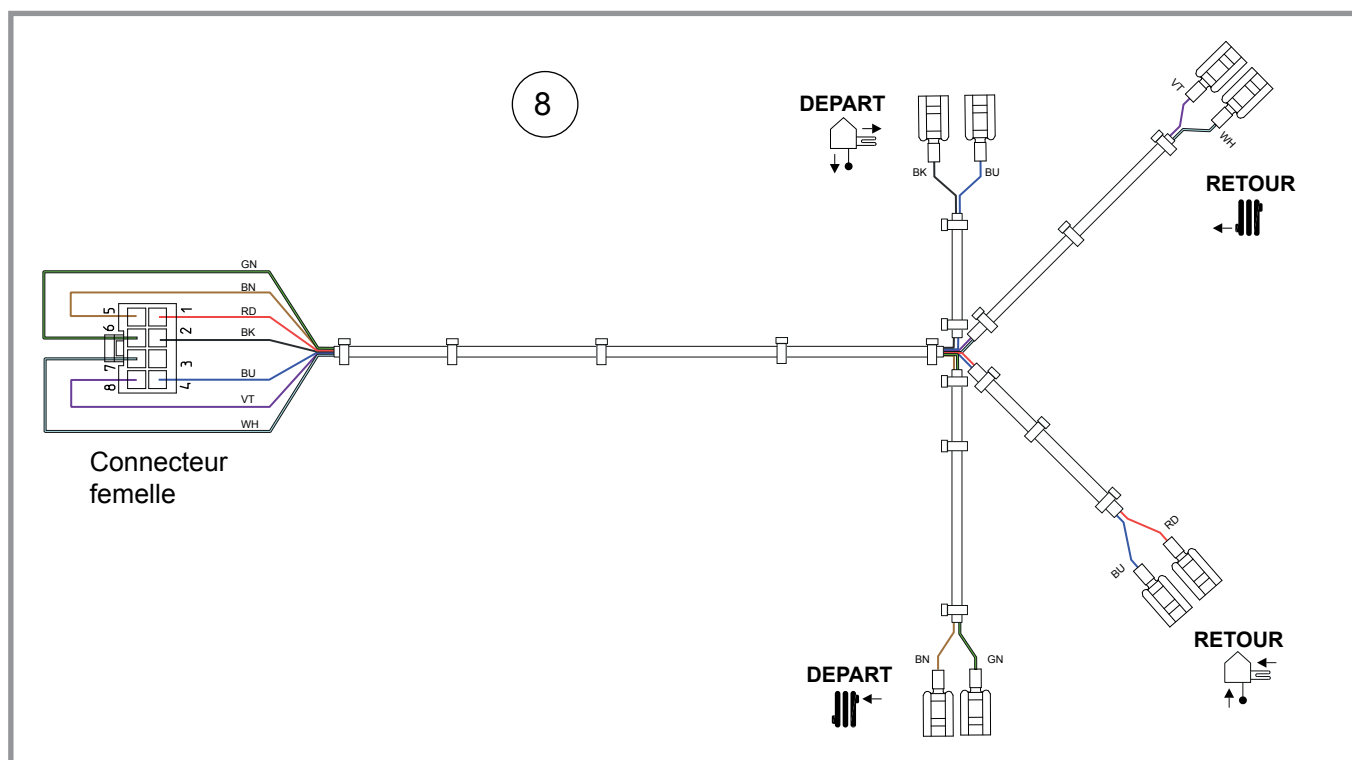 8
DEPART
BK
BU
VT
WH
RETOUR
GN
BN
RD
BK
BU
VT
WH
5
6
7
8
1
2
3
4
Connecteur
femelle
RD
BU
RETOUR
BN
GN
DEPART